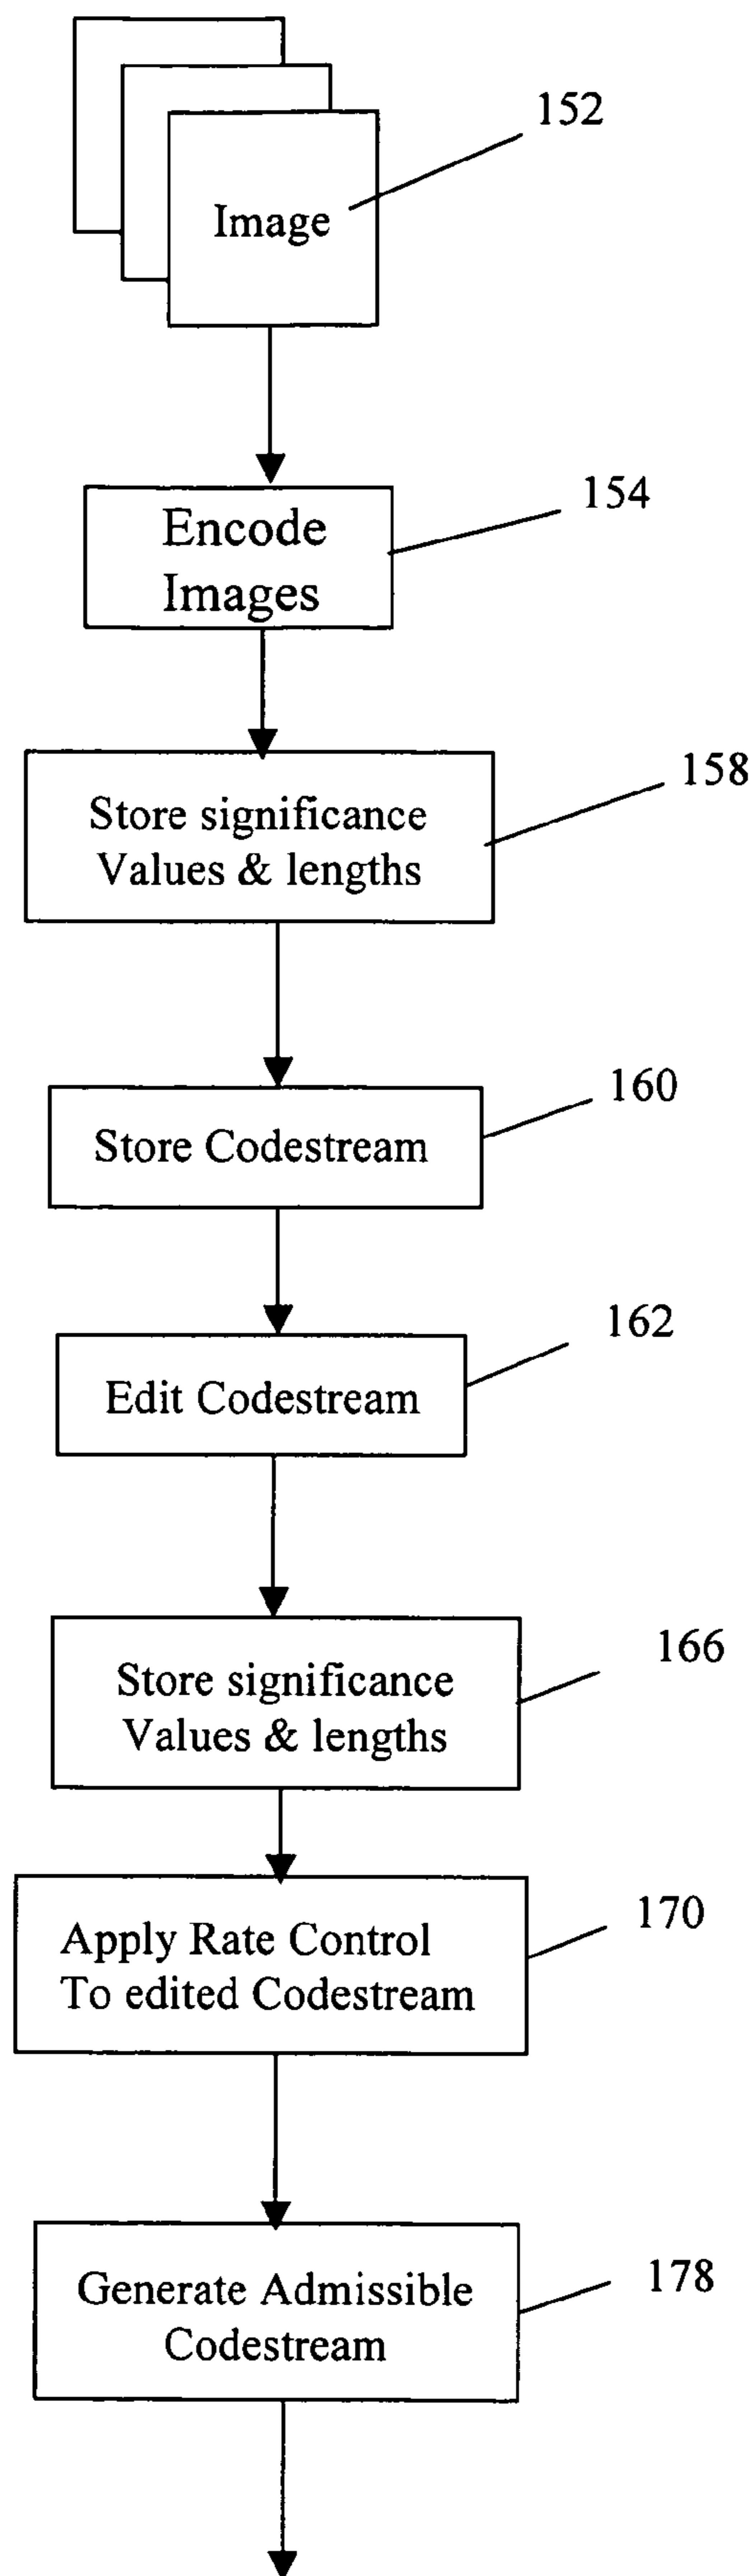 152
Image
154
Encode
Images
158
Store significance
Values & lengths
160
Store Codestream
162
Edit Codestream
166
Store significance
Values & lengths
170
Apply Rate Control
To edited Codestream
178
Generate Admissible
Codestream